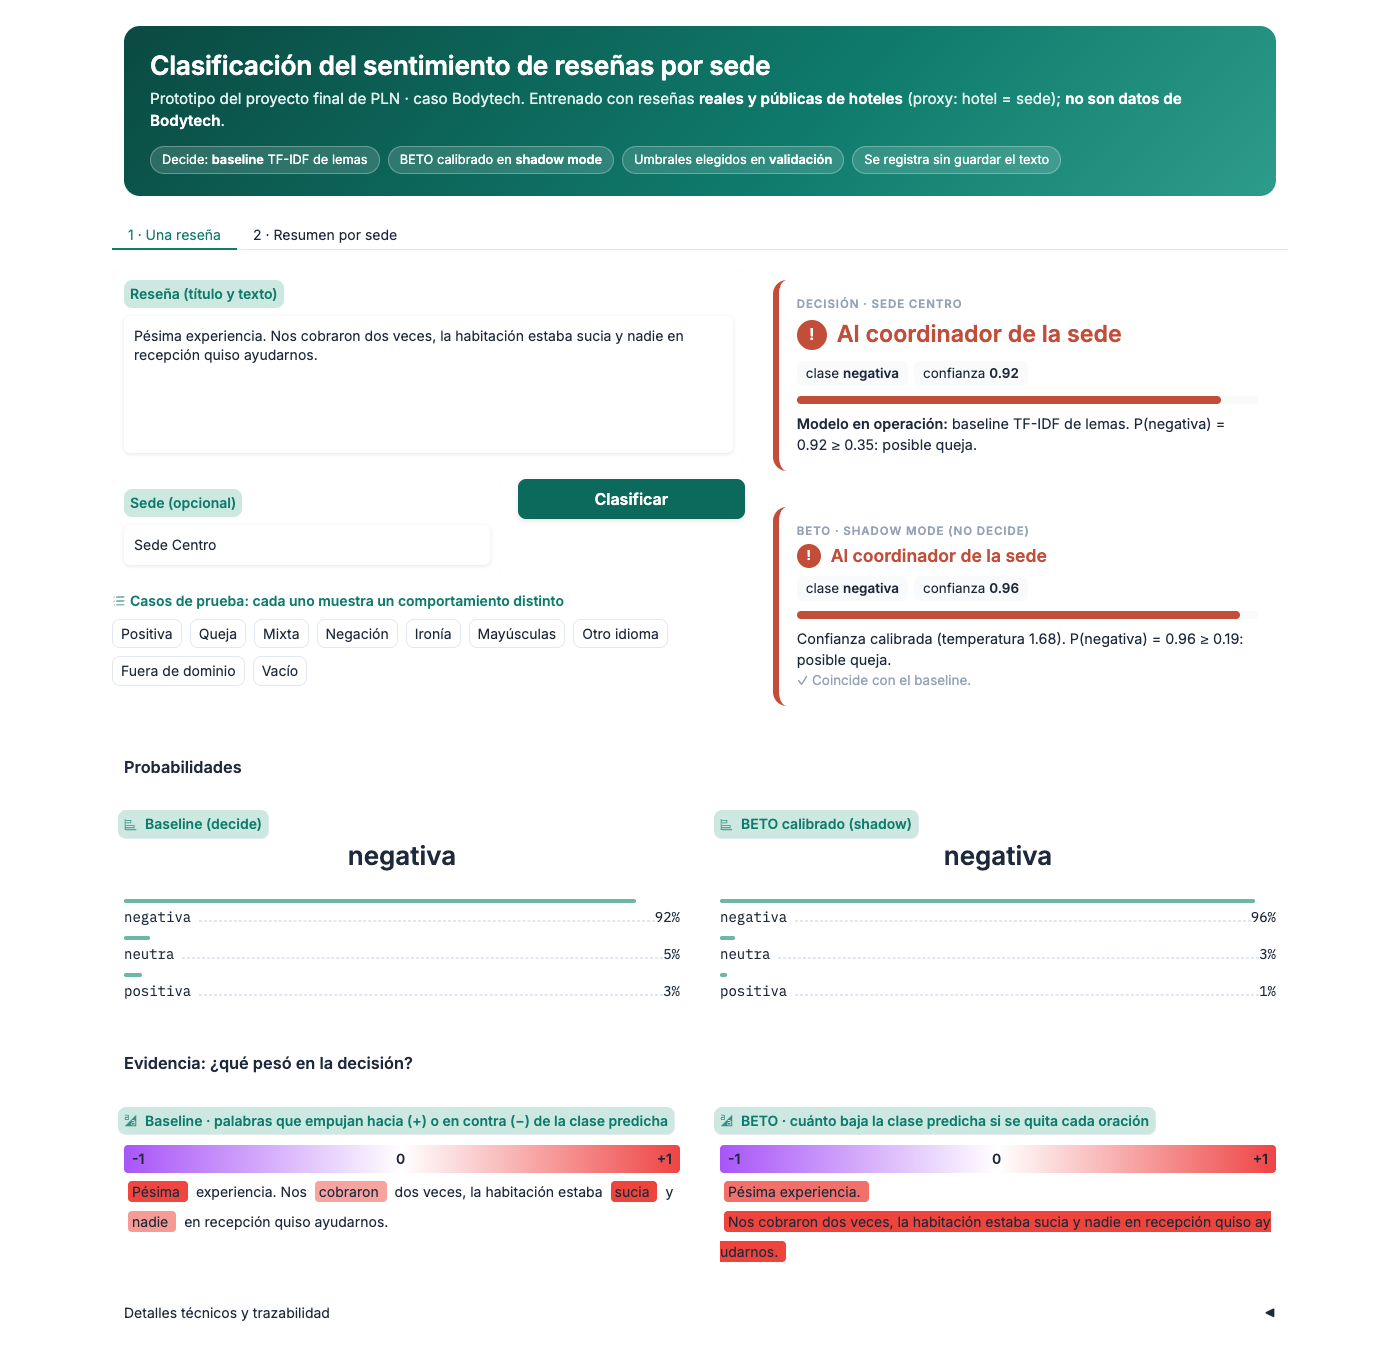 Clasificación del sentimiento de reseñas por sede
Prototipo del proyecto final de PLN · caso Bodytech. Entrenado con reseñas reales y públicas de hoteles (proxy: hotel = sede); no son datos de
Bodytech.
Decide: baseline TF-IDF de lemas
BETO calibrado en shadow mode
Umbrales elegidos en validación
Se registra sin guardar el texto
1 · Una reseña
2 · Resumen por sede
Reseña (título y texto)
Pésima experiencia. Nos cobraron dos veces, la habitación estaba sucia y nadie en
recepción quiso ayudarnos.
Sede (opcional)
Sede Centro
Clasificar
Casos de prueba: cada uno muestra un comportamiento distinto
Positiva
Queja
Mixta
Negación
Ironía
Mayúsculas
Otro idioma
Fuera de dominio
Vacío
DECISIÓN · SEDE CENTRO
! Al coordinador de la sede
clase negativa
confianza 0.92
Modelo en operación: baseline TF-IDF de lemas. P(negativa) =
0.92 ≥ 0.35: posible queja.
BETO · SHADOW MODE (NO DECIDE)
! Al coordinador de la sede
clase negativa
confianza 0.96
Confianza calibrada (temperatura 1.68). P(negativa) = 0.96 ≥ 0.19:
posible queja.
✓ Coincide con el baseline.
Probabilidades
Baseline (decide)
negativa
negativa 92%
neutra 5%
positiva 3%
BETO calibrado (shadow)
negativa
negativa 96%
neutra 3%
positiva 1%
Evidencia: ¿qué pesó en la decisión?
Baseline · palabras que empujan hacia (+) o en contra (−) de la clase predicha
-1 0 +1
Pésima experiencia. Nos cobraron dos veces, la habitación estaba sucia y
nadie en recepción quiso ayudarnos.
BETO · cuánto baja la clase predicha si se quita cada oración
-1 0 +1
Pésima experiencia.
Nos cobraron dos veces, la habitación estaba sucia y nadie en recepción quiso ay
udarnos.
Detalles técnicos y trazabilidad